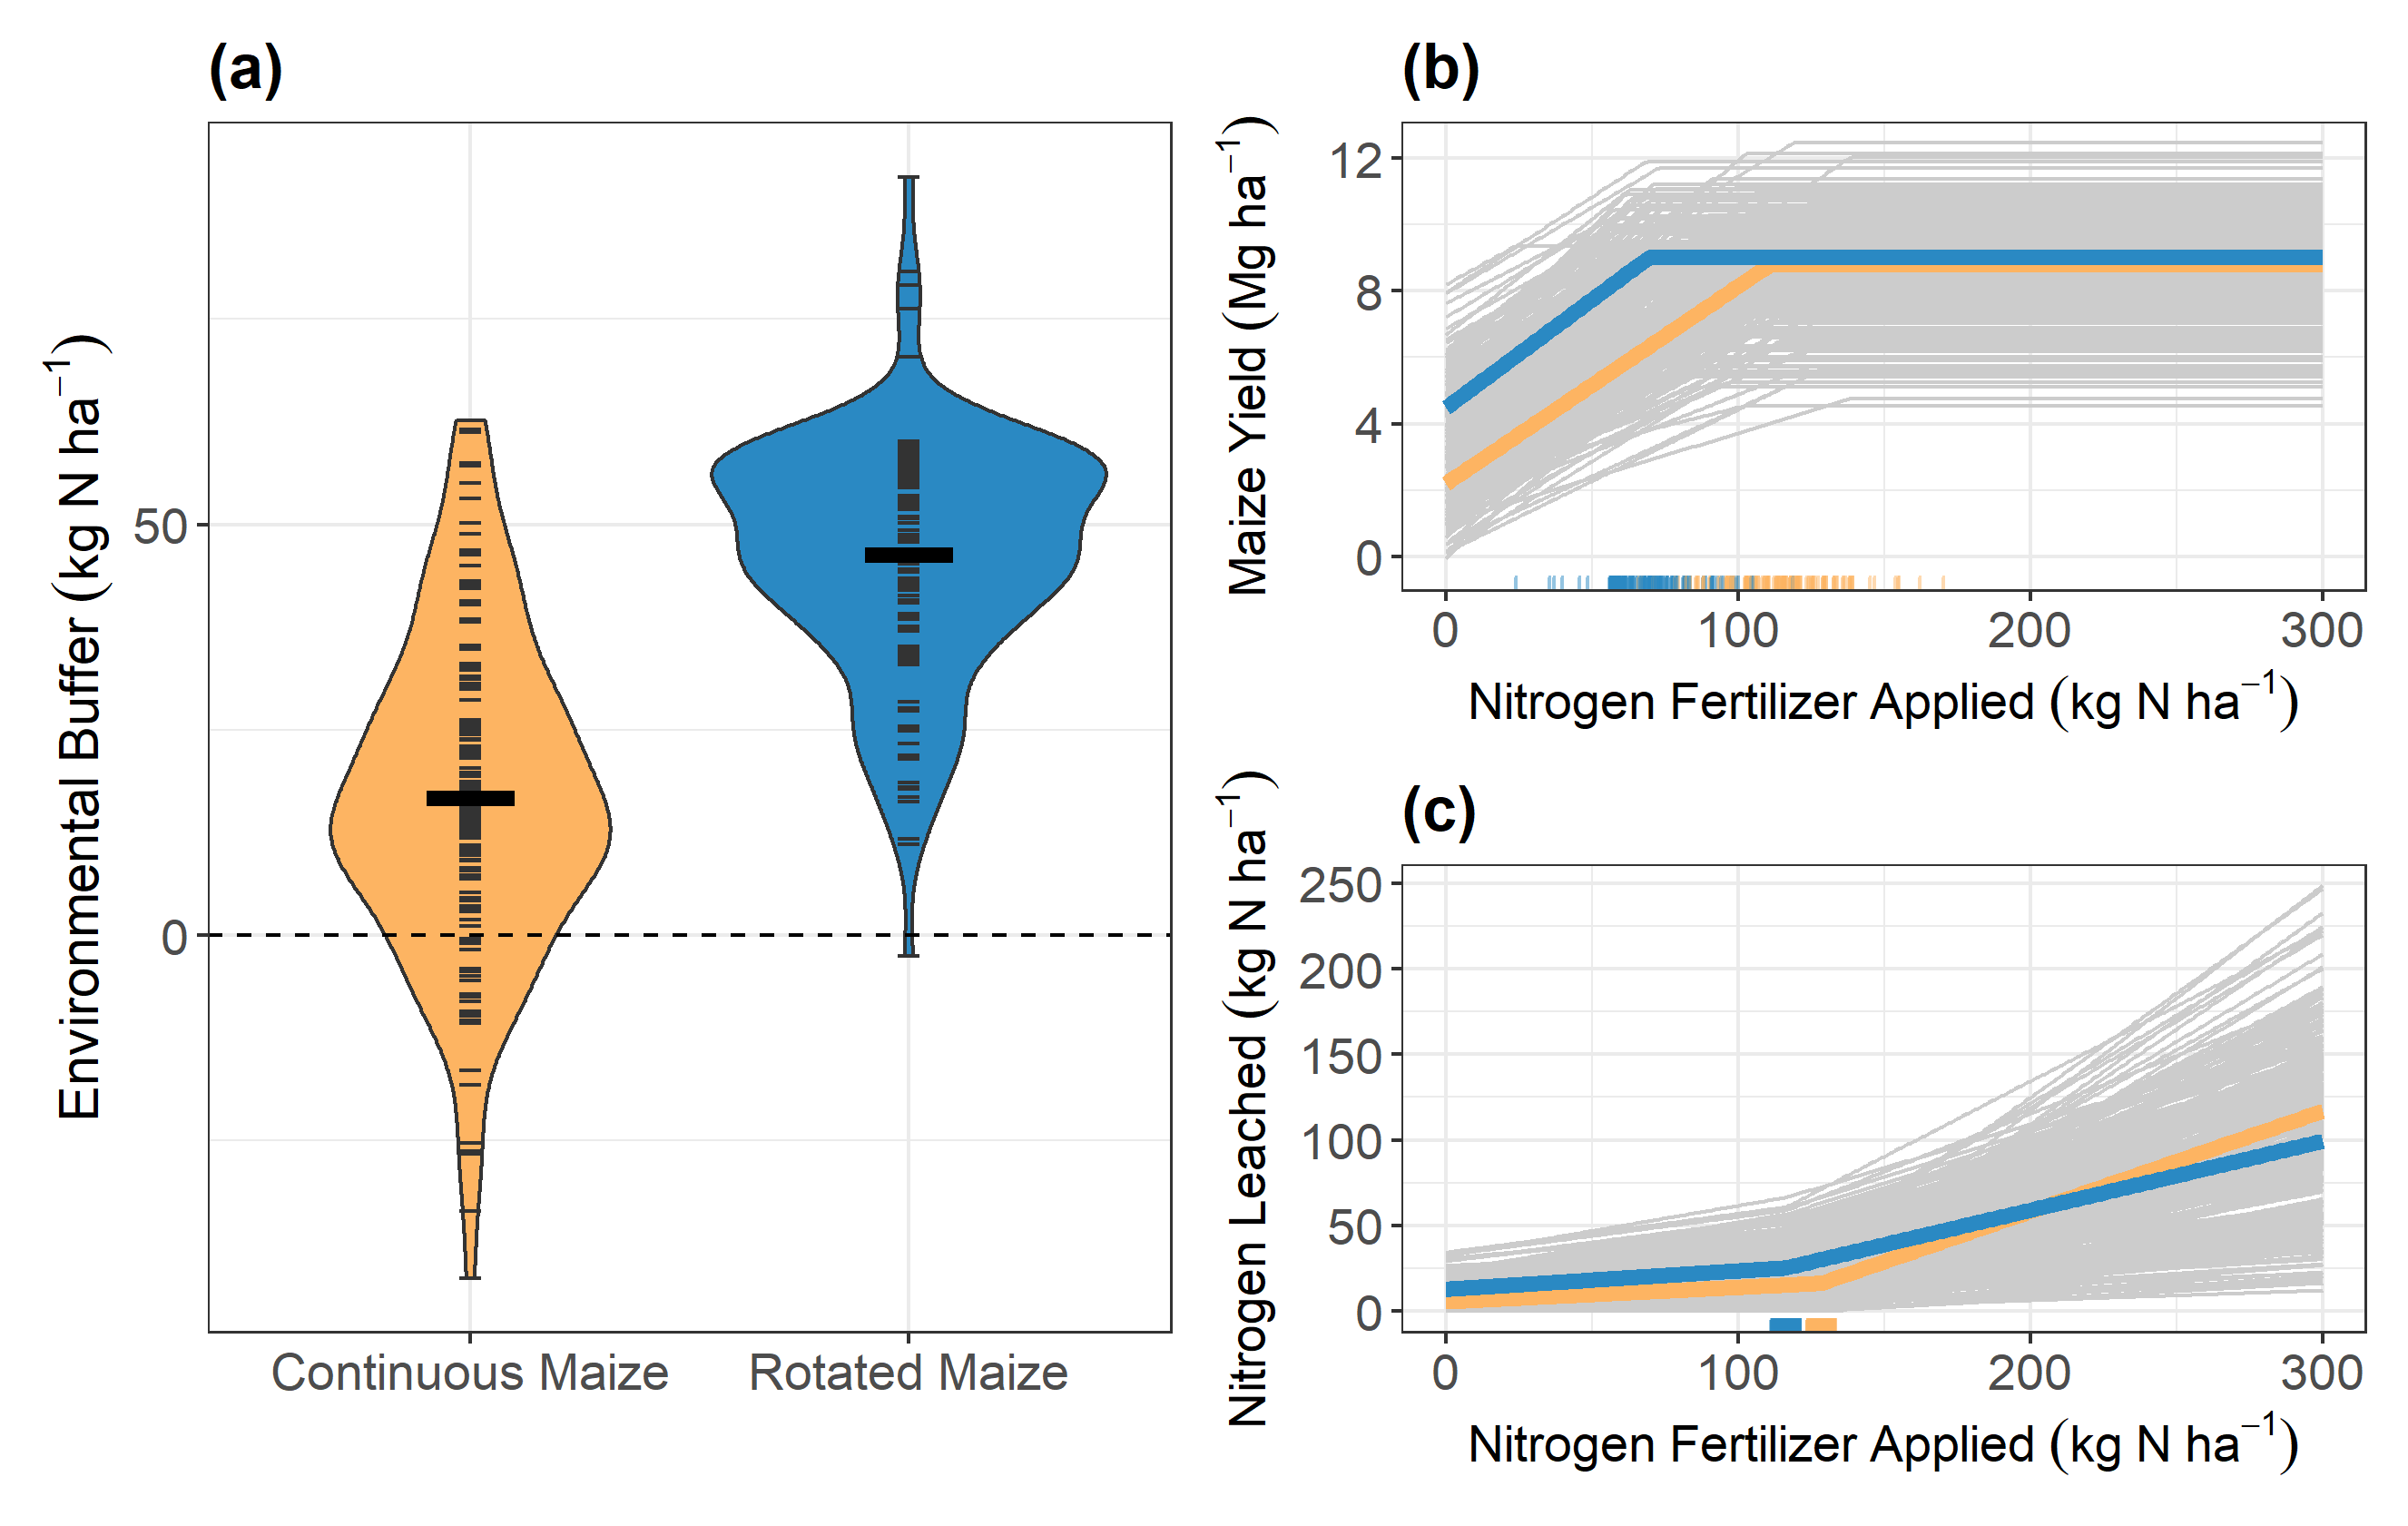 (a)
Environmental Buffer (kg N ha⁻¹)
50
0
Continuous Maize
Rotated Maize
(b)
Maize Yield (Mg ha⁻¹)
12
8
4
0
0
100
200
300
Nitrogen Fertilizer Applied (kg N ha⁻¹)
(c)
Nitrogen Leached (kg N ha⁻¹)
250
200
150
100
50
0
0
100
200
300
Nitrogen Fertilizer Applied (kg N ha⁻¹)